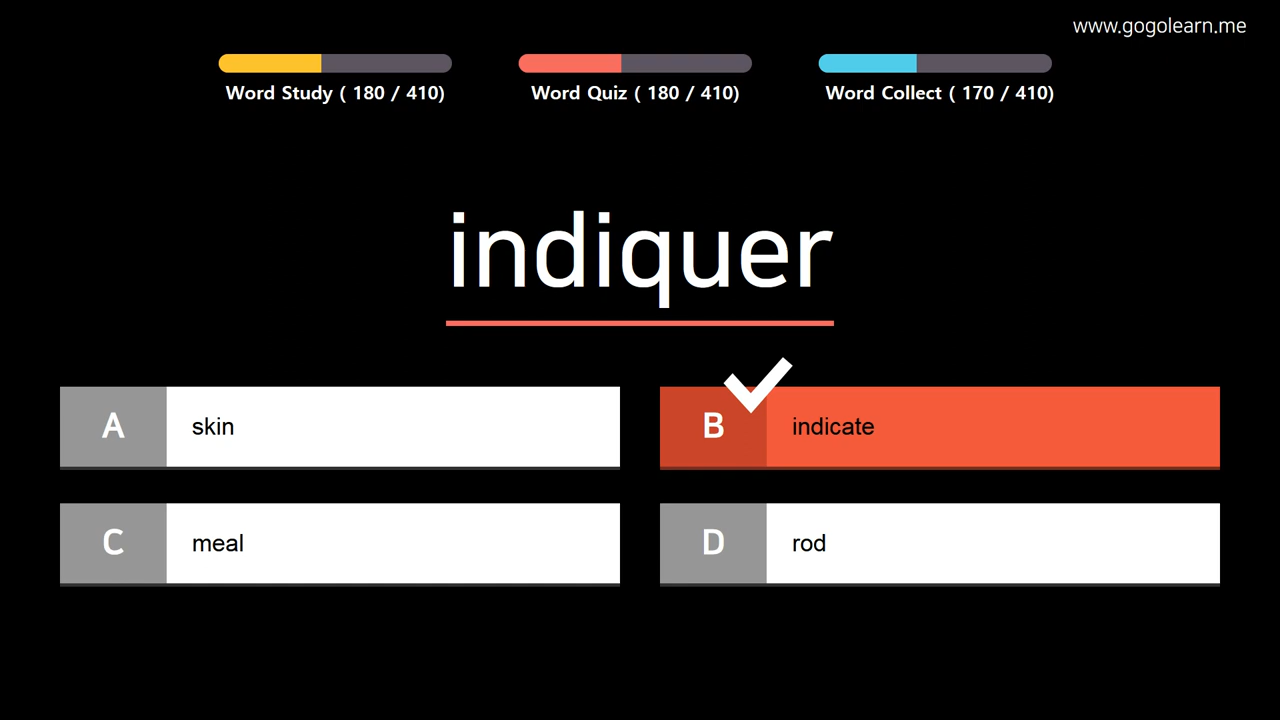 www.gogolearn.me
Word Study ( 180 / 410)
Word Quiz ( 180 / 410)
Word Collect ( 170 / 410)
indiquer
A skin
B indicate
C meal
D rod